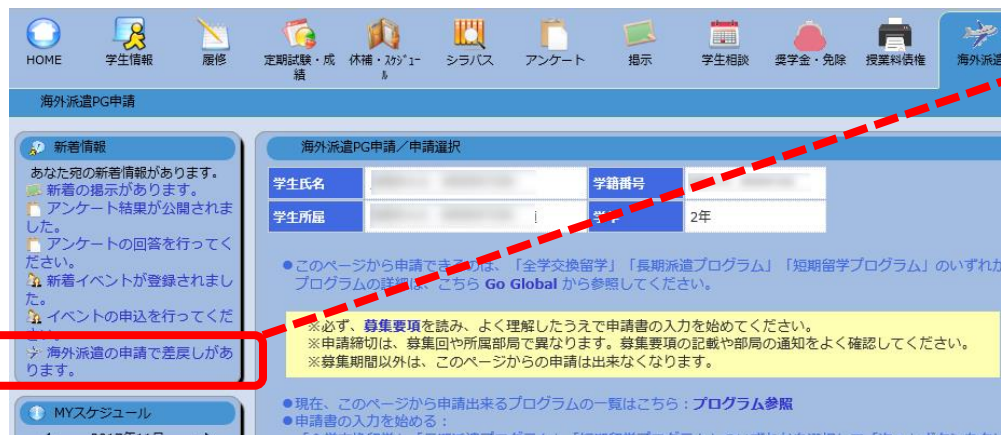 HOME
学生情報
履修
定期試験・成
績
休補・ｽｹｼﾞｭｰ
ﾙ
シラバス
アンケート
掲示
学生相談
奨学金・免除
授業料債権
海外派遣
海外派遣PG申請
新着情報
あなた宛の新着情報があります。
新着の掲示があります。
アンケート結果が公開されま
した。
アンケートの回答を行ってく
ださい。
新着イベントが登録されまし
た。
イベントの申込を行ってくだ
海外派遣の申請で差戻しがあ
ります。
MYスケジュール
2017年11月
海外派遣PG申請／申請選択
学生氏名
学籍番号
学生所属
2年
●このページから申請できるのは、「全学交換留学」「長期派遣プログラム」「短期留学プログラム」のいずれか
プログラムの詳細は、こちら Go Global から参照してください。
※必ず、募集要項を読み、よく理解したうえで申請書の入力を始めてください。
※申請締切は、募集回や所属部局で異なります。募集要項の記載や部局の通知をよく確認してください。
※募集期間以外は、このページからの申請は出来なくなります。
●現在、このページから申請出来るプログラムの一覧はこちら：プログラム参照
●申請書の入力を始める：